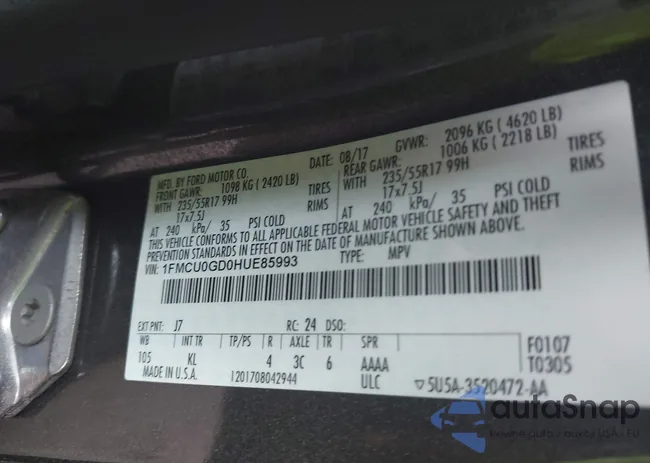 MFD. BY FORD MOTOR CO. DATE: 08/17 GVWR: 2096 KG ( 4620 LB)
FRONT GAWR: 1098 KG ( 2420 LB) REAR GAWR: 1006 KG ( 2218 LB)
WITH 235/55R17 99H TIRES WITH 235/55R17 99H TIRES
17x7.5J RIMS 17x7.5J RIMS
AT 240 kPa/ 35 PSI COLD AT 240 kPa/ 35 PSI COLD
THIS VEHICLE CONFORMS TO ALL APPLICABLE FEDERAL MOTOR VEHICLE SAFETY AND THEFT
PREVENTION STANDARDS IN EFFECT ON THE DATE OF MANUFACTURE SHOWN ABOVE.
VIN: 1FMCU0GD0HUE85993 TYPE: MPV
EXT PNT: J7 RC: 24 DSO:
WB INT TR TP/PS R AXLE TR SPR F0107
105 KL 4 3C 6 AAAA T0305
MADE IN U.S.A. 1201708042944 ULC ▽5U5A-3520472-AA
autoSnap